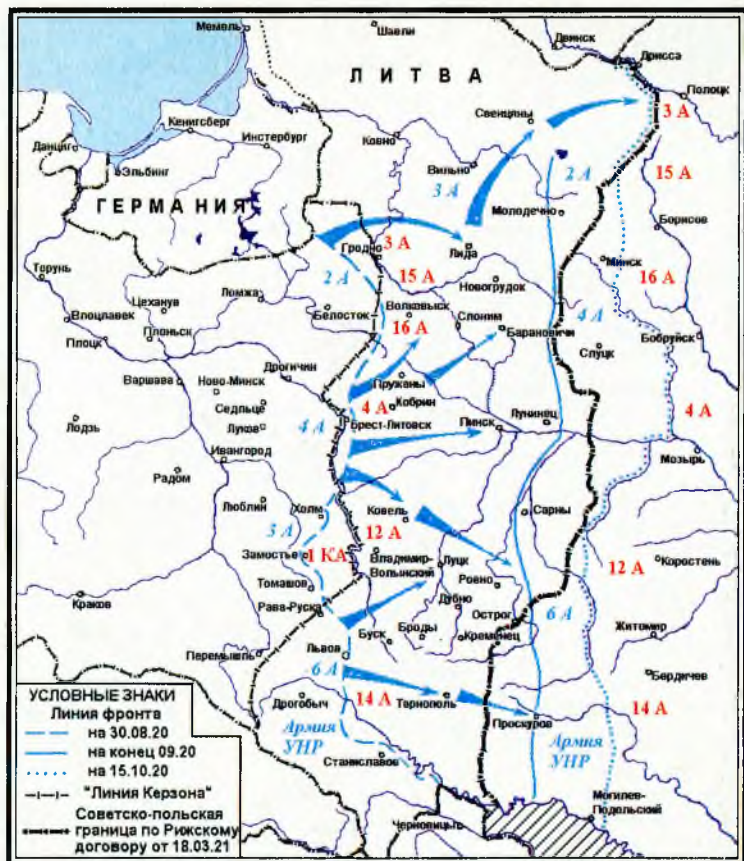 Мемель
Шавли
Двинск
Дрисса
ЛИТВА
Полоцк
3 А
Свенцяны
Кенигсберг
Инстербург
Ковно
Данциг
Эльбинг
Вильно
3 А
2 А
15 А
ГЕРМАНИЯ
Молодечно
Борисов
Гродно
3 А
Лида
Торунь
2 А
15 А
Минск
16 А
Цеханув
Ломжа
Новогрудок
Влоцлавек
Белосток
Волкавыск
Слоним
4 А
Плоньск
16 А
Барановичи
Бобруйск
Плоцк
Слуцк
Варшава
Дрогичин
Ново-Минск
Пружаны
Седльце
4 А
Кобрин
4 А
Лодзь
Луков
4 А
Брест-Литовск
Пинск
Лунинец
Ивангород
Мозырь
Радом
Люблин
Холм
Ковель
Сарны
3 А
12 А
Замостье
1 КА
Владимир-
Волынский
Луцк
12 А
Коростень
Томашов
Ровно
Краков
Дубно
Рава-Руска
Острог
6 А
Житомир
Буск
Броды
Кременец
Перемышль
Львов
Бердичев
6 А
УСЛОВНЫЕ ЗНАКИ
Линия фронта
на 30.08.20
на конец 09.20
на 15.10.20
"Линия Керзона"
Советско-польская
граница по Рижскому
договору от 18.03.21
Дрогобыч
14 А
Тарнополь
14 А
Проскуров
Армия
УНР
Армия
УНР
Станиславов
Могилев-
Подольский
Черновицы